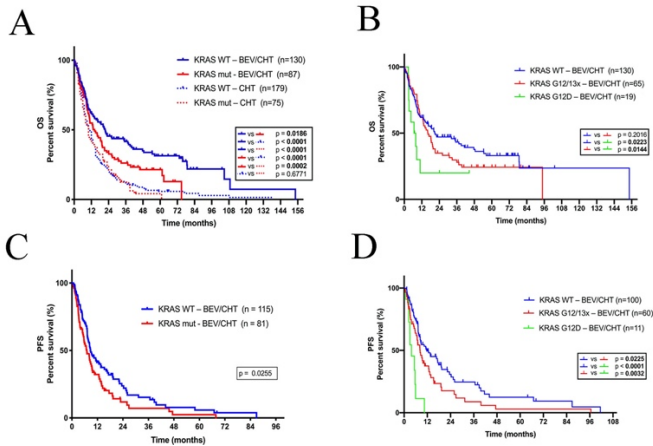 A
100
50
0
OS
Percent survival (%)
0 12 24 36 48 60 72 84 96 108 120 132 144 156
Time (months)
KRAS WT - BEV/CHT (n=130)
KRAS mut - BEV/CHT (n=87)
KRAS WT – CHT (n=179)
KRAS mut – CHT (n=75)
vs p = 0.0186
vs p < 0.0001
vs p < 0.0001
vs p < 0.0001
vs p = 0.0002
vs p = 0.6771
B
100
50
0
OS
Percent survival (%)
0 12 24 36 48 60 72 84 96 108 120 132 144 156
Time (months)
KRAS WT – BEV/CHT (n=130)
KRAS G12/13x – BEV/CHT (n=65)
KRAS G12D – BEV/CHT (n=19)
vs p = 0.2016
vs p = 0.0223
vs p = 0.0144
C
100
50
0
PFS
Percent survival (%)
0 12 24 36 48 60 72 84 96
Time (months)
KRAS WT – BEV/CHT (n = 115)
KRAS mut - BEV/CHT (n = 81)
p = 0.0255
D
100
50
0
PFS
Percent survival (%)
0 12 24 36 48 60 72 84 96 108
Time (months)
KRAS WT – BEV/CHT (n=100)
KRAS G12/13x – BEV/CHT (n=60)
KRAS G12D – BEV/CHT (n=11)
vs p = 0.0225
vs p < 0.0001
vs p = 0.0032